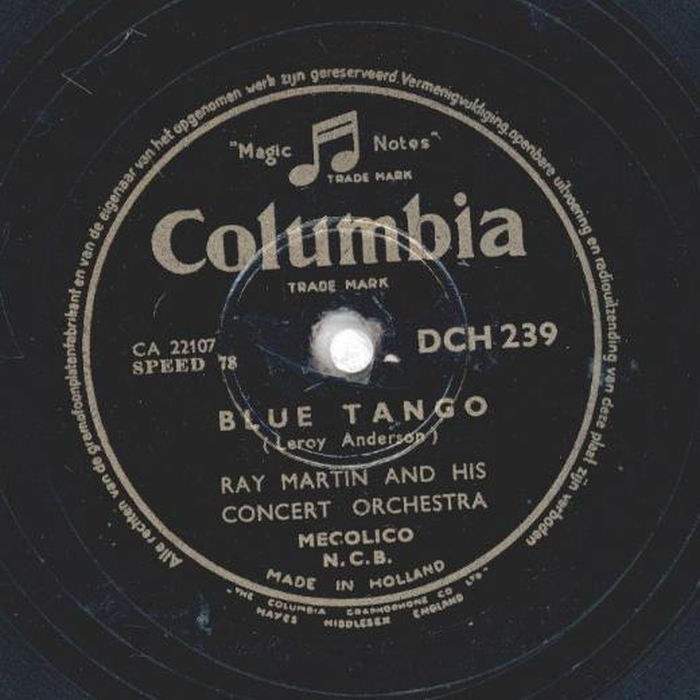 Alle rechten van de gramofoonplatenfabrikant en van de eigenaar van het opgenomen werk zijn gereserveerd. Vermenigvuldiging, openbare uitvoering en radiouitzending van deze plaat zijn verboden
"Magic Notes"
TRADE MARK
Columbia
TRADE MARK
CA 22107 DCH 239
SPEED 78
BLUE TANGO
(Leroy Anderson)
RAY MARTIN AND HIS
CONCERT ORCHESTRA
MECOLICO
N.C.B.
MADE IN HOLLAND
THE COLUMBIA GRAPHOPHONE CO LTD
HAYES MIDDLESEX ENGLAND